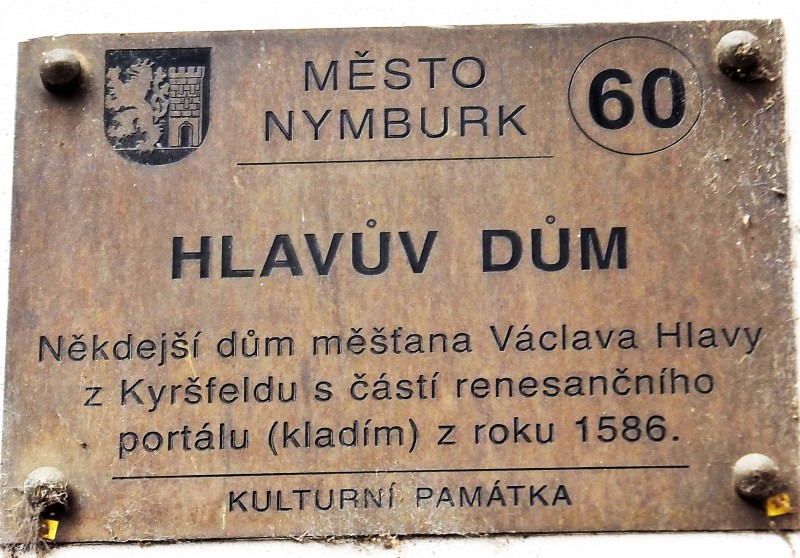 MĚSTO
NYMBURK
60
HLAVŮV DŮM
Někdejší dům měšťana Václava Hlavy
z Kyršfeldu s částí renesančního
portálu (kladím) z roku 1586.
KULTURNÍ PAMÁTKA